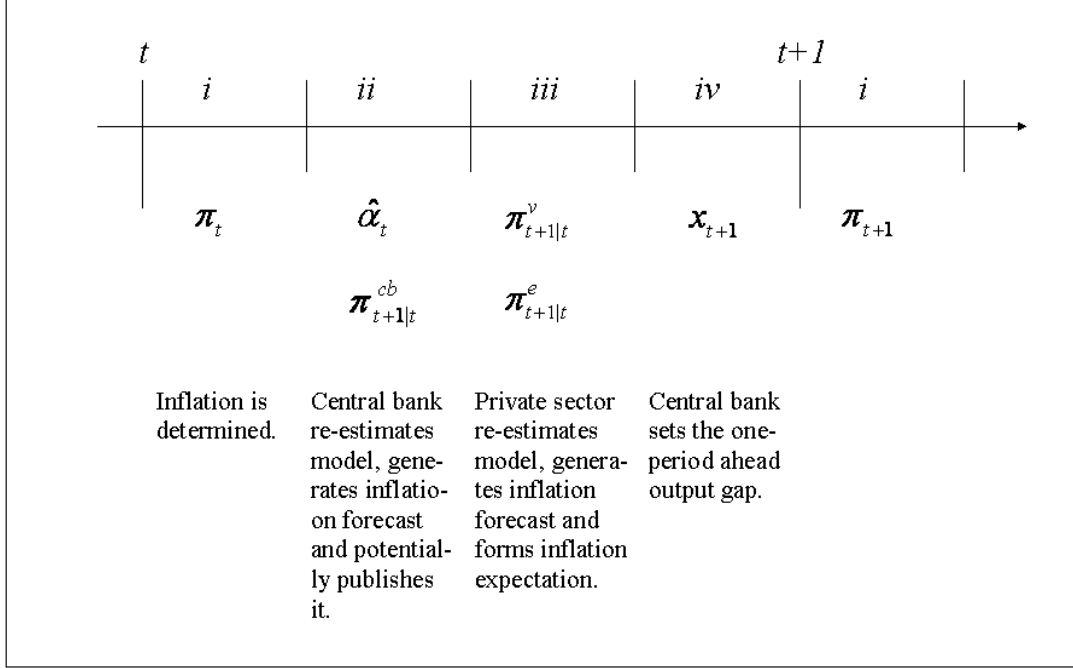 t t+1
i ii iii iv i
π_t α̂_t π^v_{t+1|t} x_{t+1} π_{t+1}
π^{cb}_{t+1|t} π^e_{t+1|t}
Inflation is
determined.
Central bank
re-estimates
model, gene-
rates inflatio-
on forecast
and potential-
ly publishes
it.
Private sector
re-estimates
model, genera-
tes inflation
forecast and
forms inflation
expectation.
Central bank
sets the one-
period ahead
output gap.